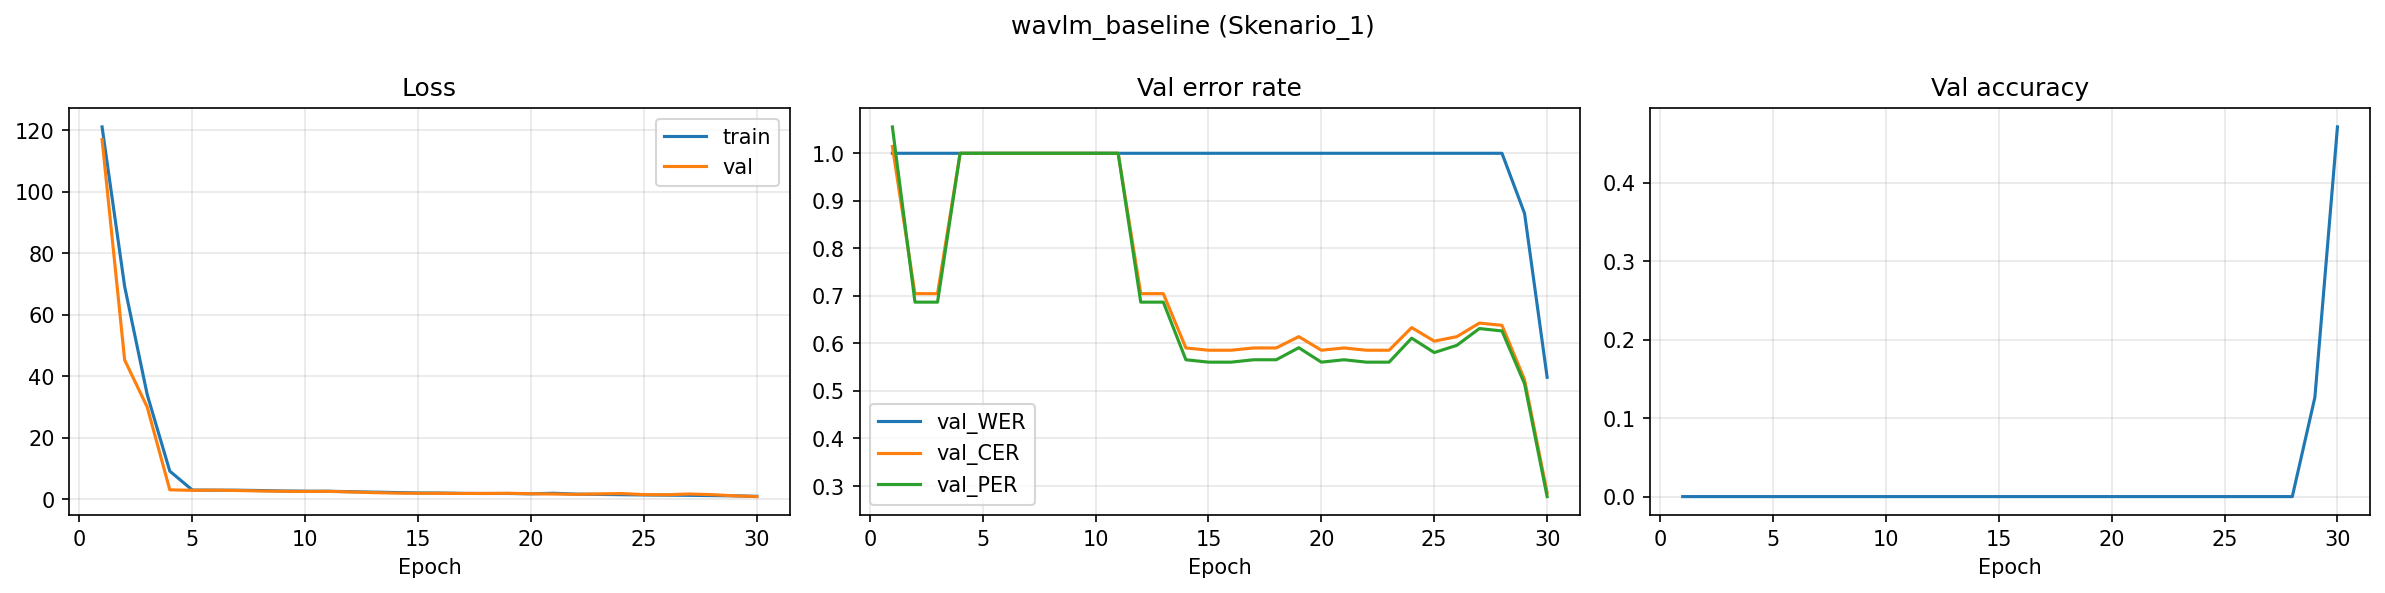 wavlm_baseline (Skenario_1)
Loss
120
100
80
60
40
20
0
train
val
0 5 10 15 20 25 30
Epoch
Val error rate
1.0
0.9
0.8
0.7
0.6
0.5
0.4
0.3
val_WER
val_CER
val_PER
0 5 10 15 20 25 30
Epoch
Val accuracy
0.4
0.3
0.2
0.1
0.0
0 5 10 15 20 25 30
Epoch